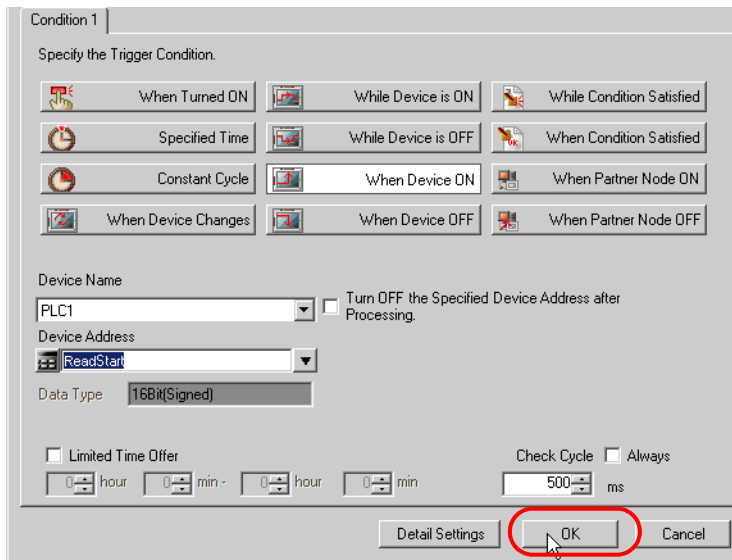 Condition 1
Specify the Trigger Condition.
When Turned ON
While Device is ON
While Condition Satisfied
Specified Time
While Device is OFF
When Condition Satisfied
Constant Cycle
When Device ON
When Partner Node ON
When Device Changes
When Device OFF
When Partner Node OFF
Device Name
PLC1
Turn OFF the Specified Device Address after
Processing.
Device Address
ReadStart
Data Type 16Bit(Signed)
Limited Time Offer
Check Cycle Always
0 hour 0 min - 0 hour 0 min
500 ms
Detail Settings OK Cancel